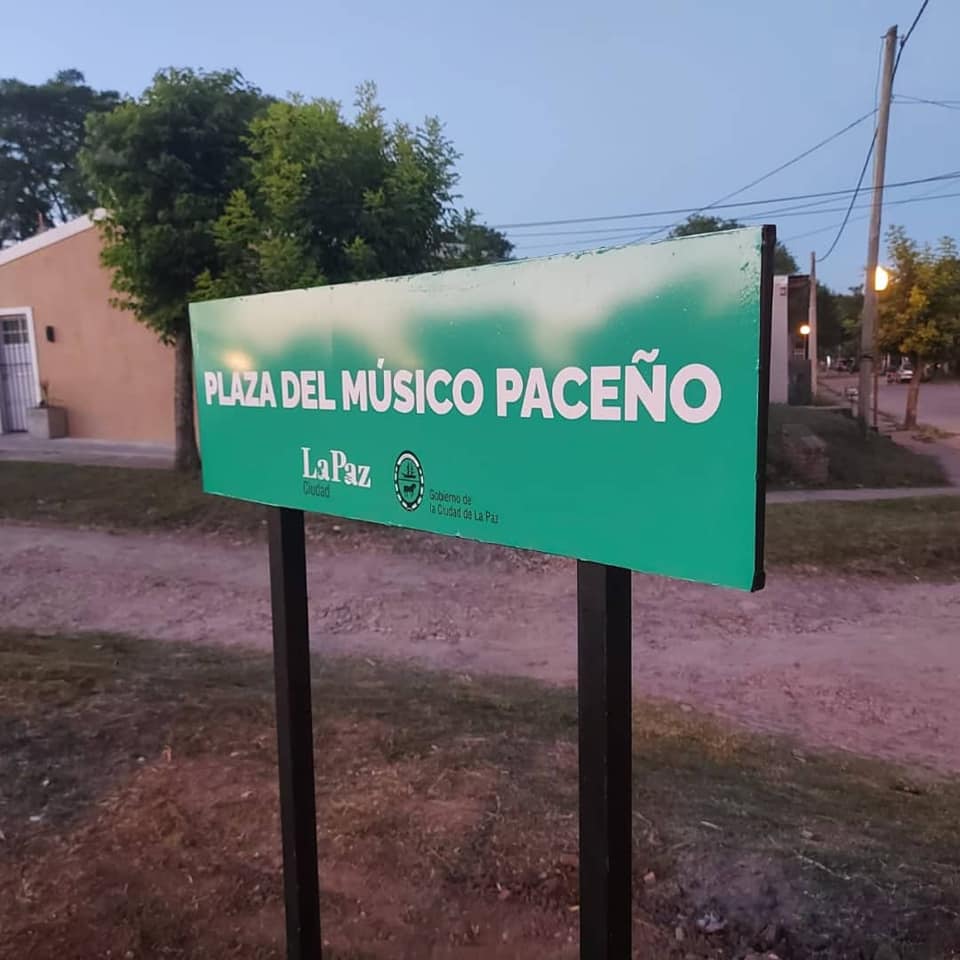 PLAZA DEL MÚSICO PACEÑO
La Paz
Ciudad
Gobierno de
la Ciudad de La Paz